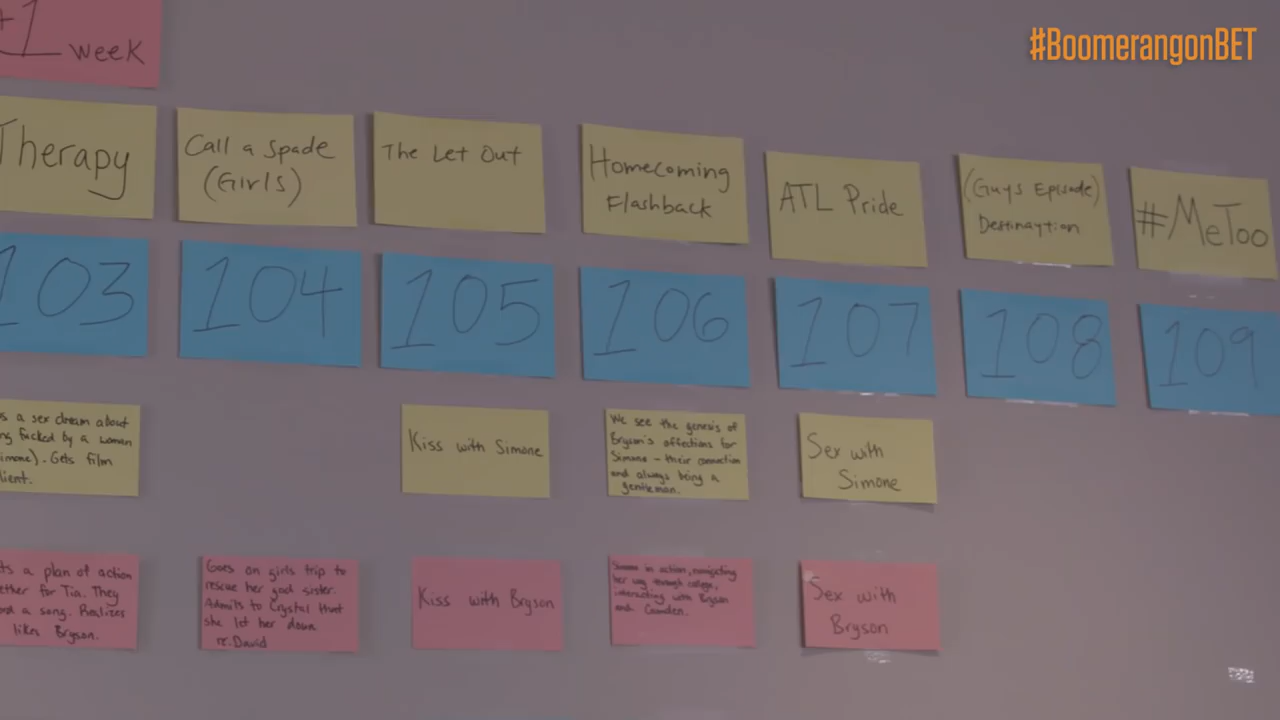 #BoomerangonBET
+1 week
Therapy
Call a Spade
(Girls)
The Let Out
Homecoming
Flashback
ATL Pride
(Guys Episode)
Destinaytion
#MeToo
103
104
105
106
107
108
109
s a sex dream about
ng fucked by a woman
imone). Gets film
lient.
Kiss with Simone
We see the genesis of
Bryson's affections for
Simone - their connection
and always being a
gentleman.
Sex with
Simone
ts a plan of action
ether for Tia. They
rd a song. Realizes
likes Bryson.
Goes on girls trip to
rescue her god sister.
Admits to Crystal that
she let her down
rr. David
Kiss with Bryson
Simone in action, navigating
her way through college,
interacting with Bryson
and Camden.
Sex with
Bryson